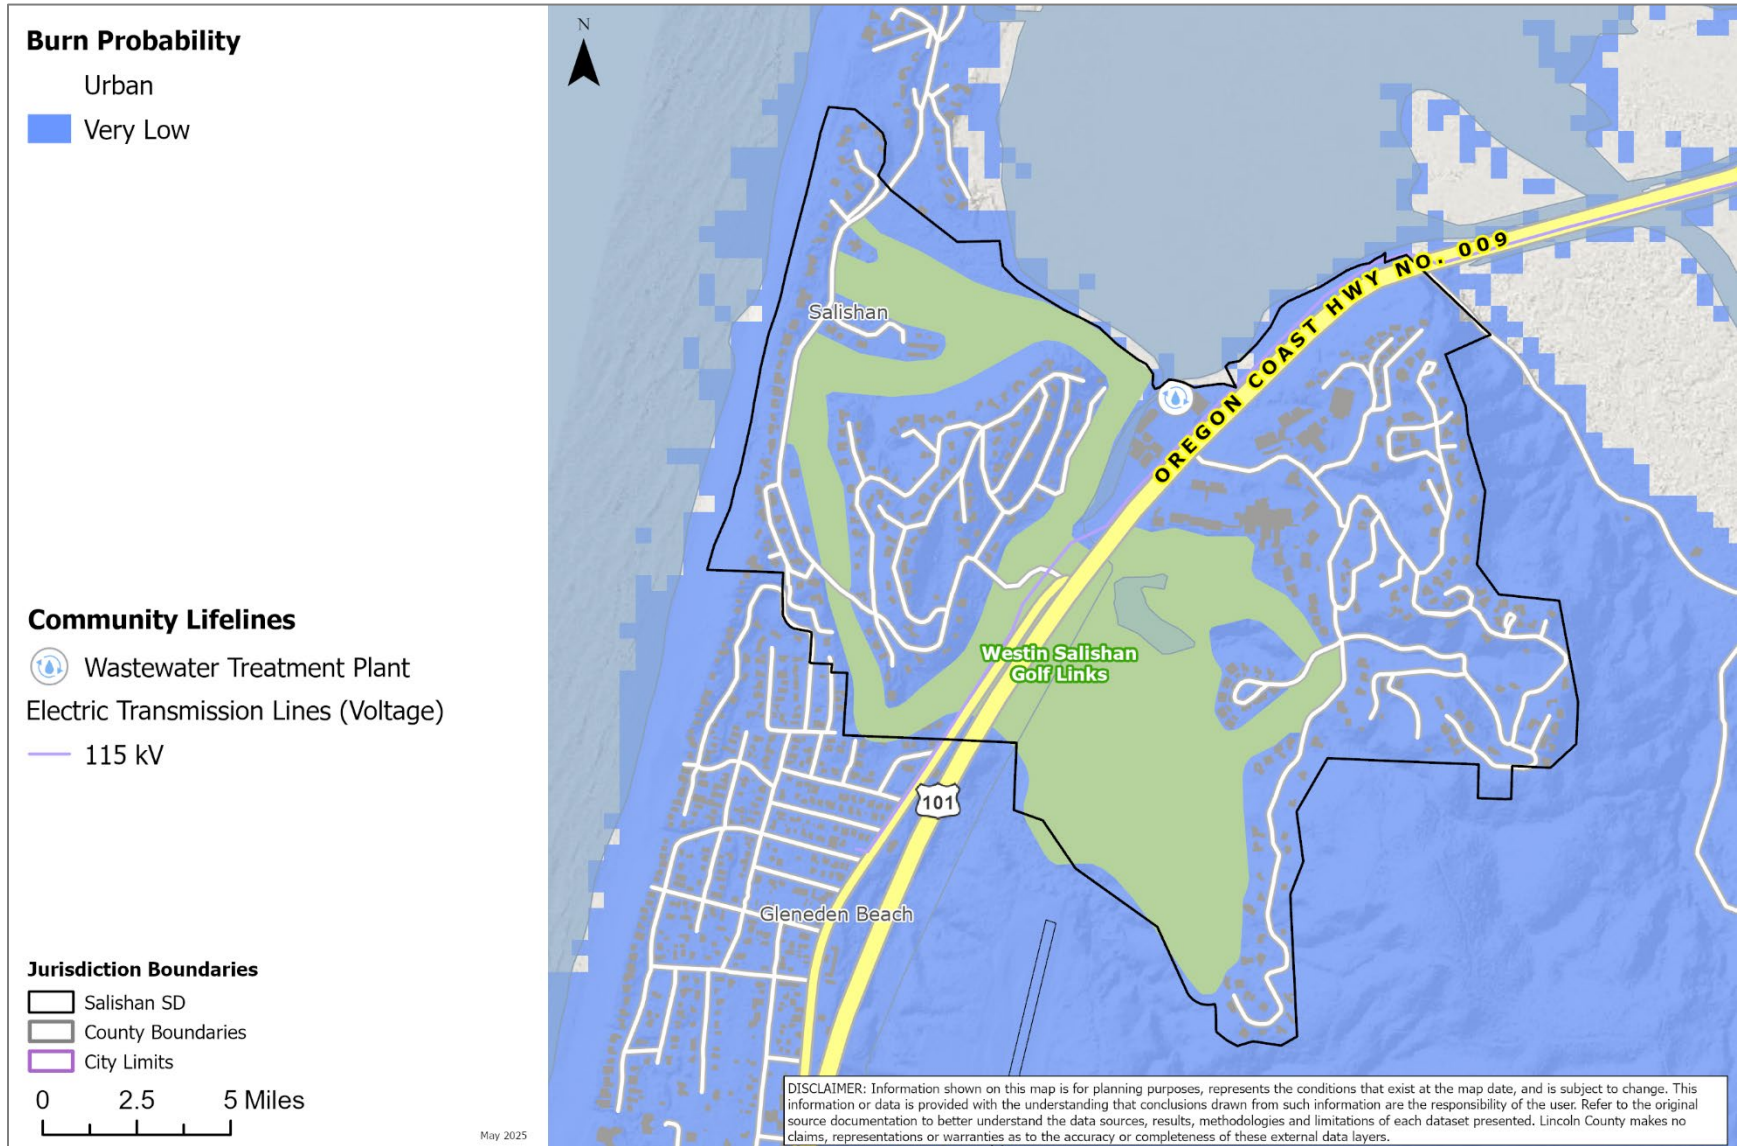 Burn Probability
Urban
Very Low
Community Lifelines
Wastewater Treatment Plant
Electric Transmission Lines (Voltage)
115 kV
Jurisdiction Boundaries
Salishan SD
County Boundaries
City Limits
0 2.5 5 Miles
May 2025
N
Salishan
OREGON COAST HWY NO. 009
Westin Salishan
Golf Links
101
Gleneden Beach
DISCLAIMER: Information shown on this map is for planning purposes, represents the conditions that exist at the map date, and is subject to change. This
information or data is provided with the understanding that conclusions drawn from such information are the responsibility of the user. Refer to the original
source documentation to better understand the data sources, results, methodologies and limitations of each dataset presented. Lincoln County makes no
claims, representations or warranties as to the accuracy or completeness of these external data layers.